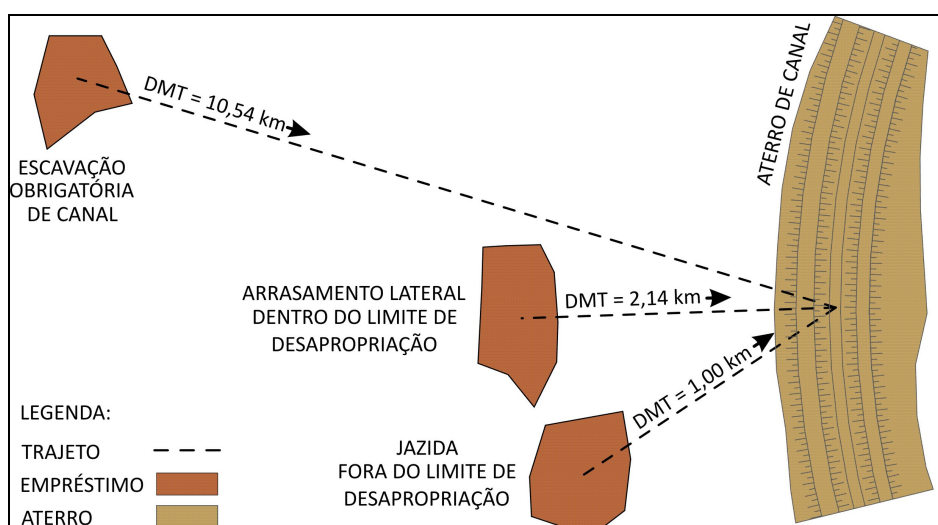 DMT = 10,54 km
ATERRO DE CANAL
ESCAVAÇÃO
OBRIGATÓRIA
DE CANAL
ARRASAMENTO LATERAL
DENTRO DO LIMITE DE
DESAPROPRIAÇÃO
DMT = 2,14 km
DMT = 1,00 km
JAZIDA
FORA DO LIMITE DE
DESAPROPRIAÇÃO
LEGENDA:
TRAJETO
EMPRÉSTIMO
ATERRO